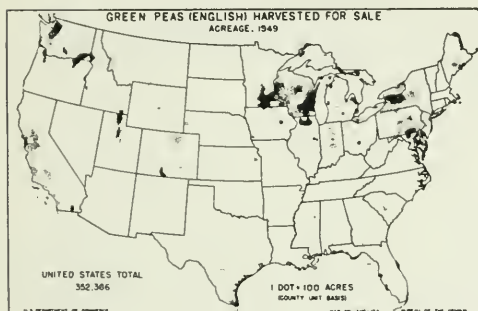 GREEN PEAS (ENGLISH) HARVESTED FOR SALE
ACREAGE, 1949
UNITED STATES TOTAL
352,366
1 DOT = 100 ACRES
(COUNTY UNIT BASIS)